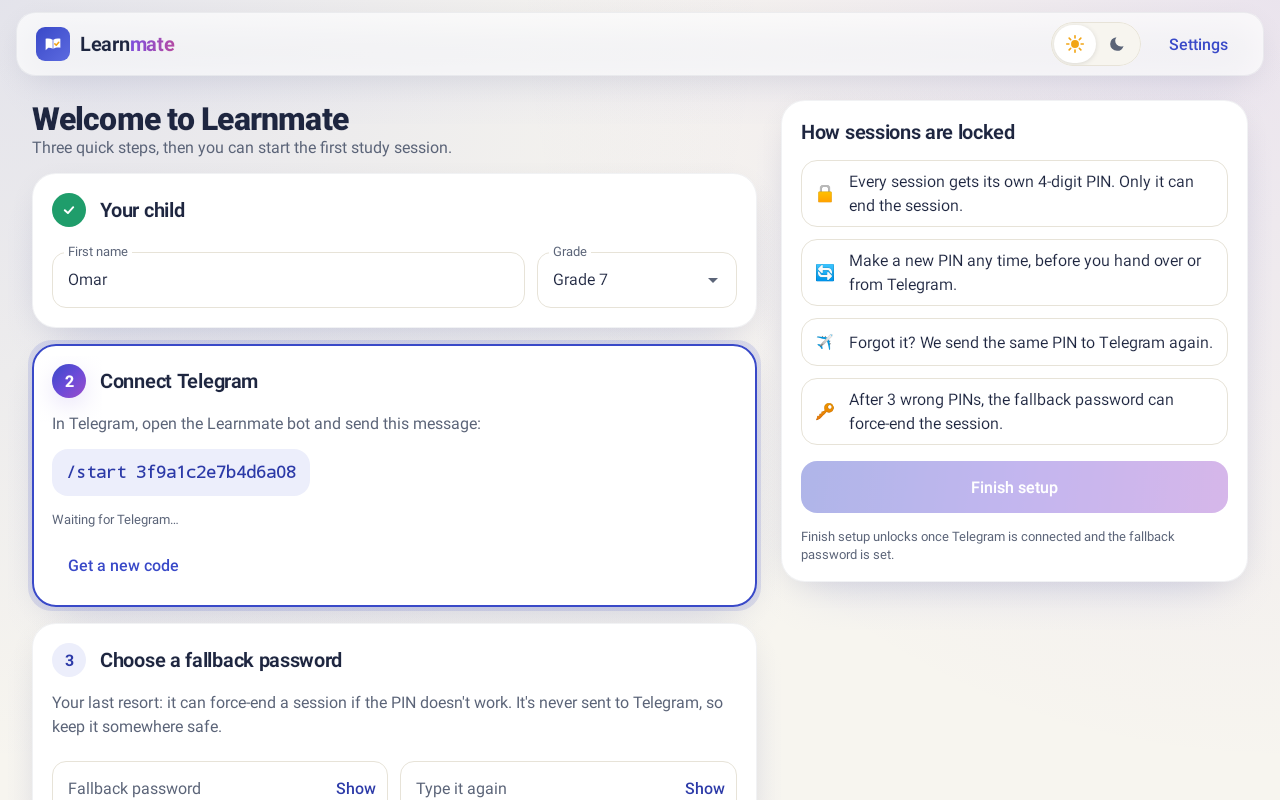 Learnmate
Settings
Welcome to Learnmate
Three quick steps, then you can start the first study session.
Your child
First name
Omar
Grade
Grade 7
2
Connect Telegram
In Telegram, open the Learnmate bot and send this message:
/start 3f9a1c2e7b4d6a08
Waiting for Telegram…
Get a new code
3
Choose a fallback password
Your last resort: it can force-end a session if the PIN doesn't work. It's never sent to Telegram, so
keep it somewhere safe.
Fallback password
Show
Type it again
Show
How sessions are locked
Every session gets its own 4-digit PIN. Only it can
end the session.
Make a new PIN any time, before you hand over or
from Telegram.
Forgot it? We send the same PIN to Telegram again.
After 3 wrong PINs, the fallback password can
force-end the session.
Finish setup
Finish setup unlocks once Telegram is connected and the fallback
password is set.